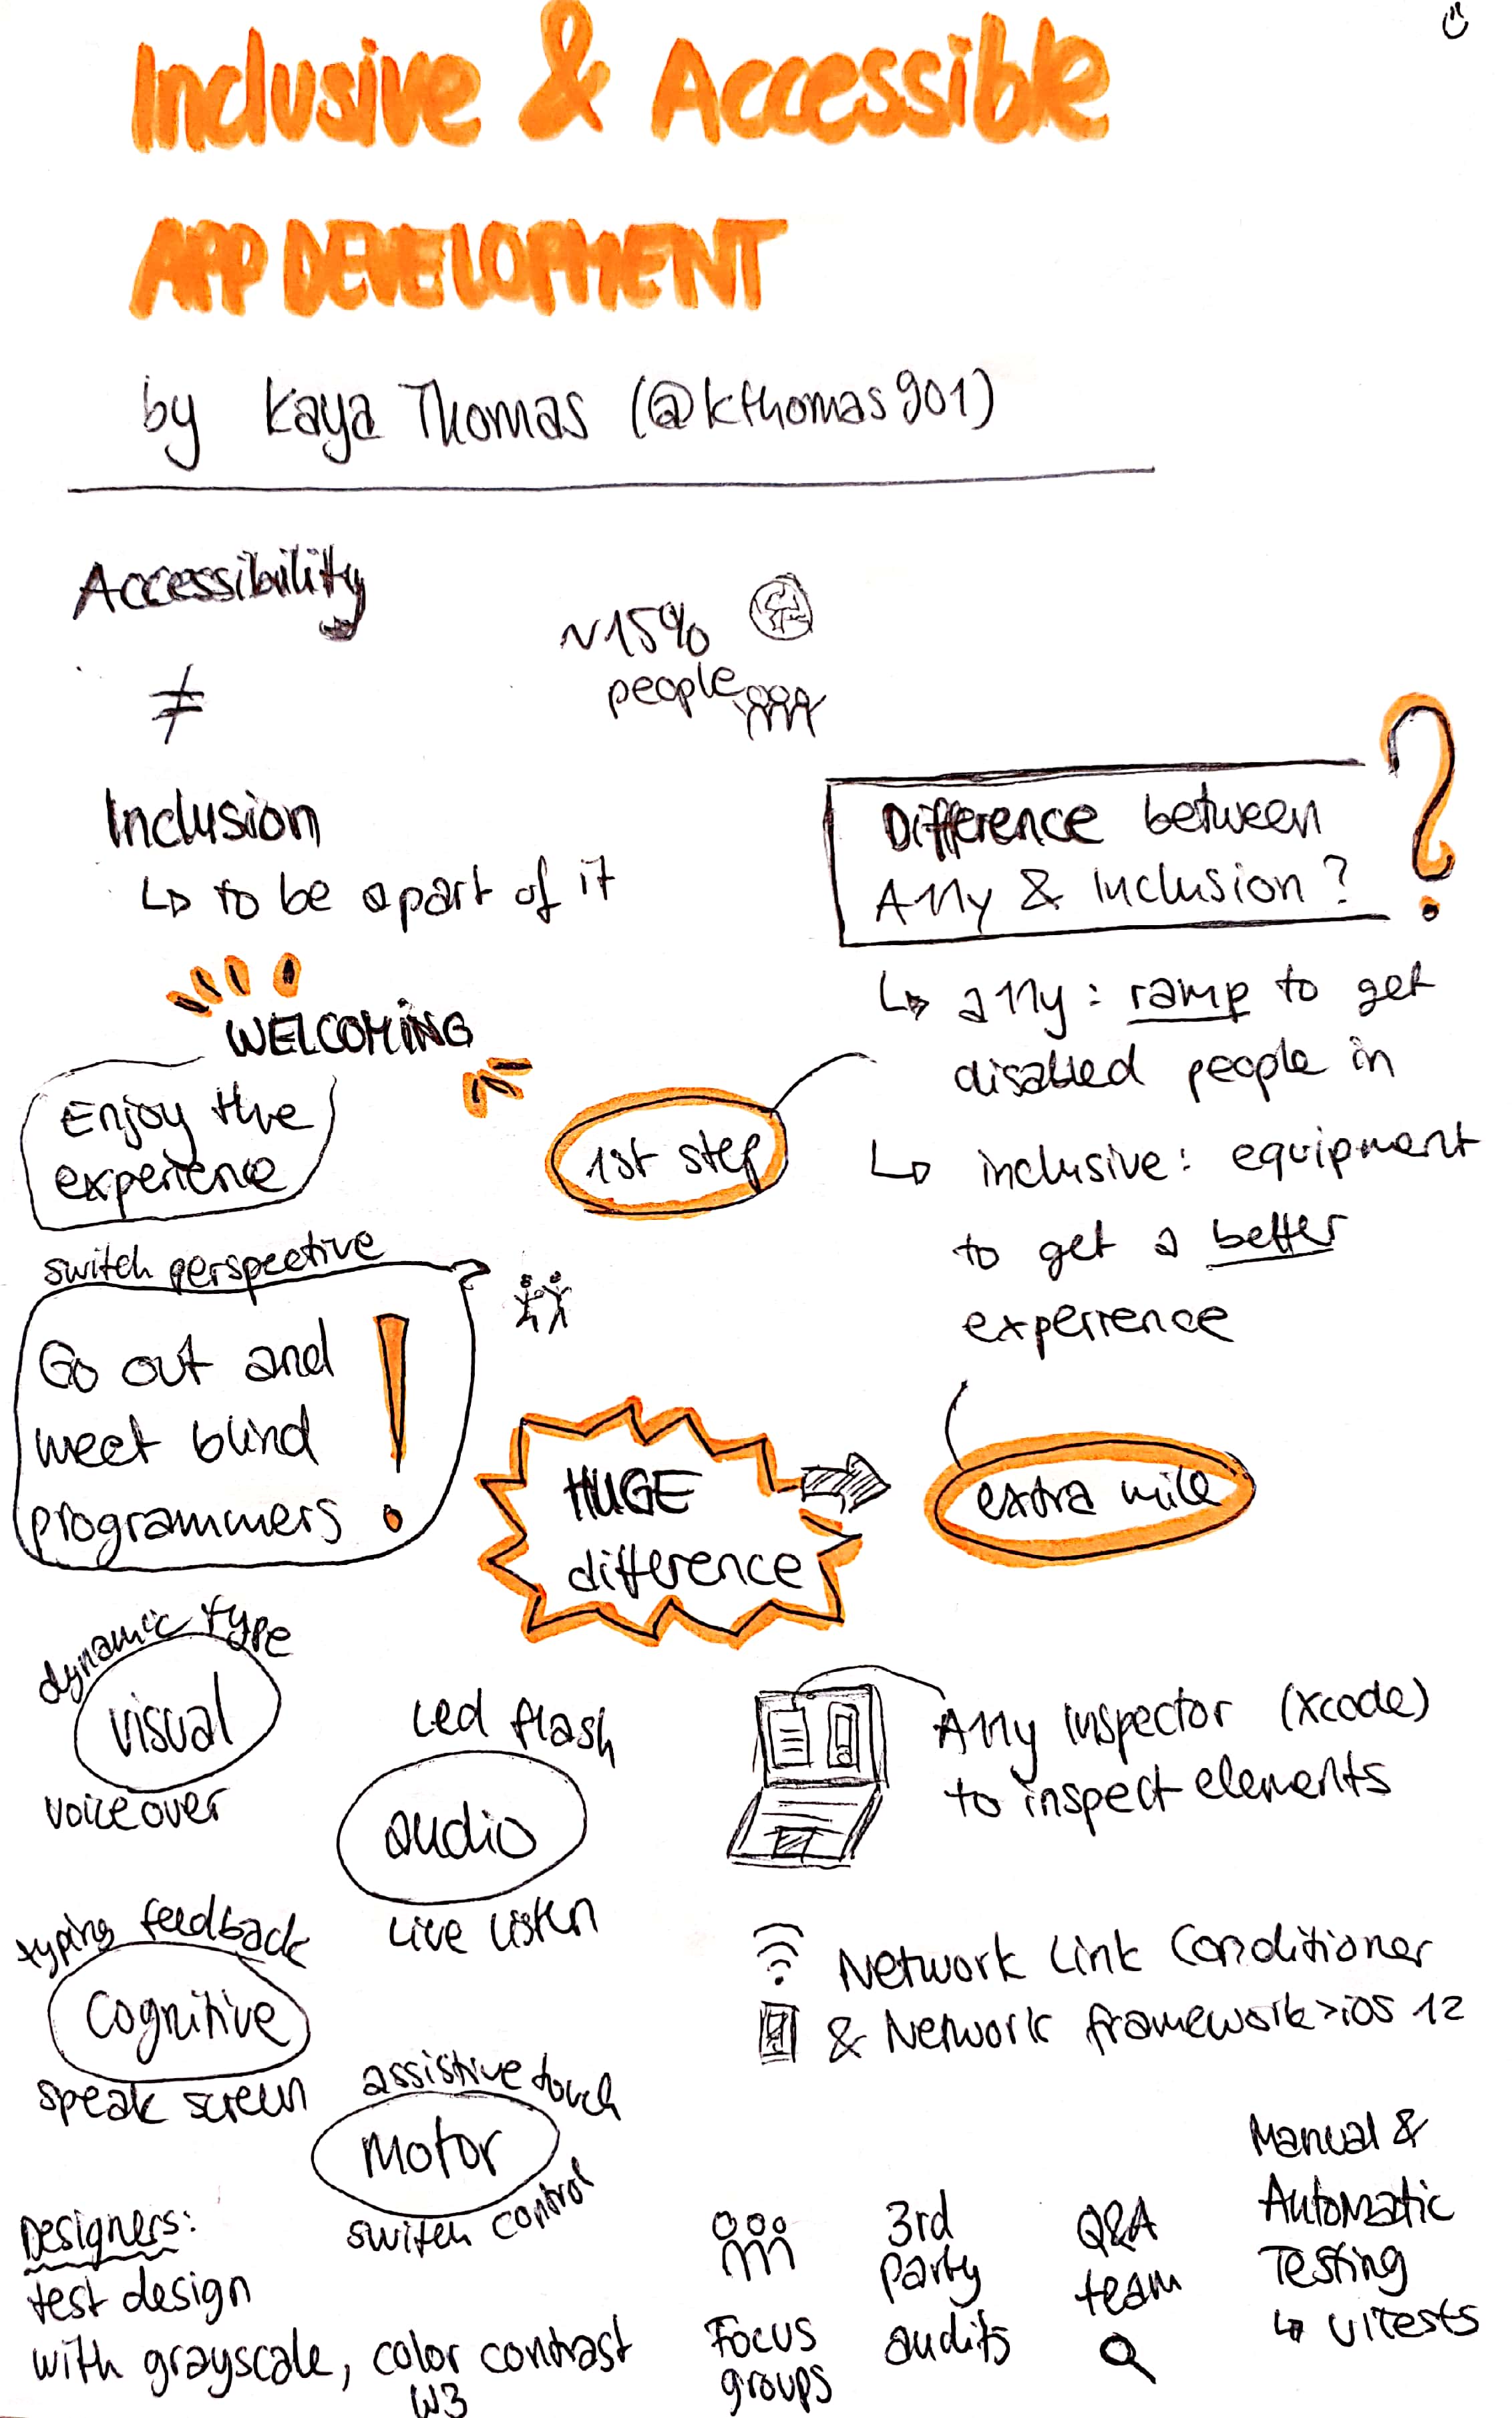 Inclusive & Accessible
APP DEVELOPMENT
by Kaya Thomas (@kthomas901)
Accessibility
≠
Inclusion
↳ to be a part of it
~15%
people
Difference between
A11y & Inclusion?
?
↳ a11y: ramp to get
disabled people in
↳ inclusive: equipment
to get a better
experience
1st step
WELCOMING
Enjoy the
experience
switch perspective
Go out and
meet blind
programmers!
HUGE
difference
extra mile
dynamic type
visual
voice over
Led flash
audio
Live Listen
typing feedback
Cognitive
speak screen
assistive touch
Motor
switch control
A11y Inspector (Xcode)
to inspect elements
Network Link Conditioner
& Network framework >iOS 12
Designers:
test design
with grayscale, color contrast
W3
Focus
groups
3rd
Party
audits
Q&A
team
Manual &
Automatic
Testing
↳ UITests